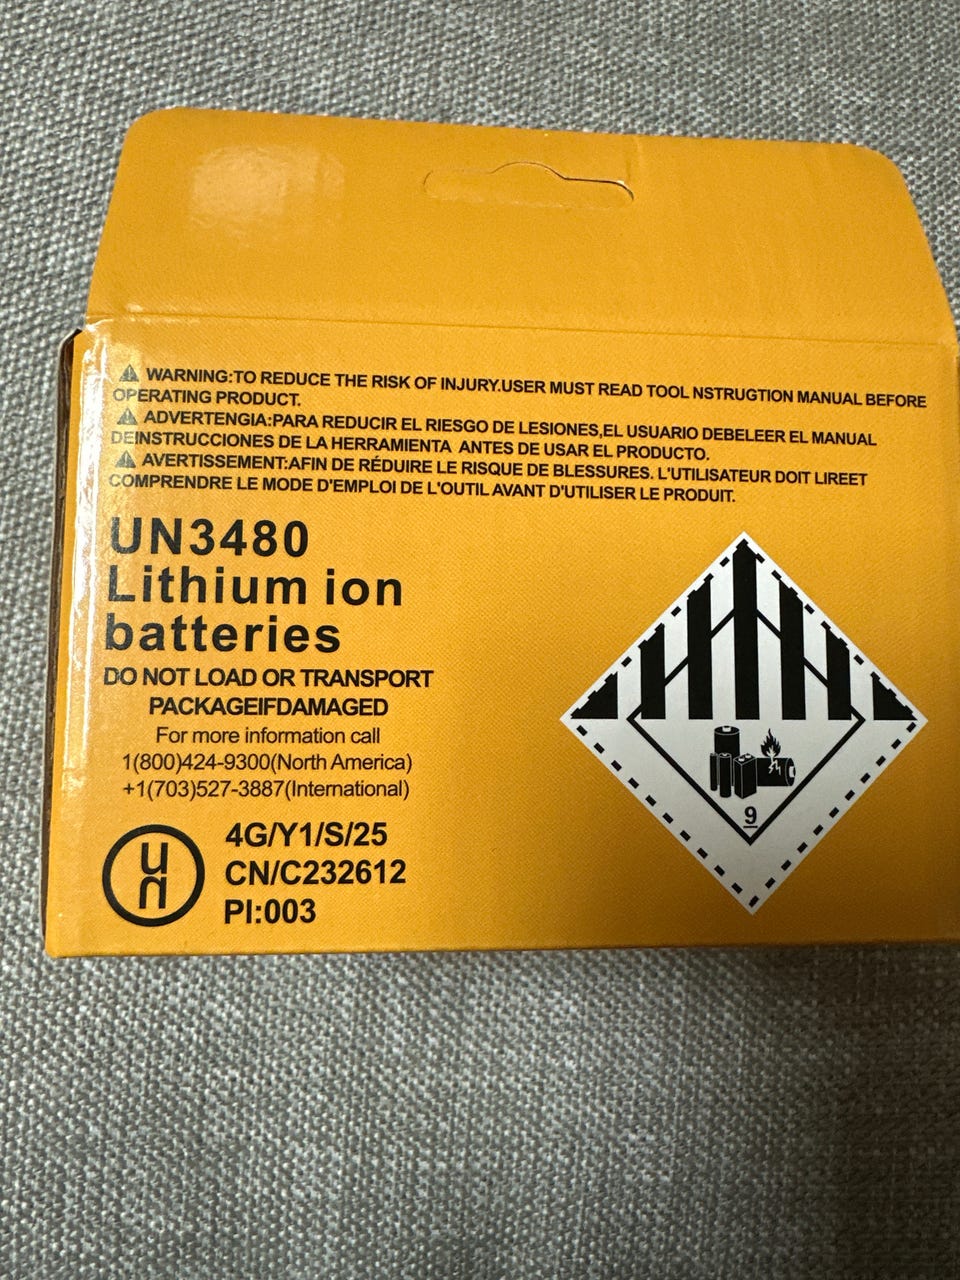 WARNING:TO REDUCE THE RISK OF INJURY.USER MUST READ TOOL NSTRUGTION MANUAL BEFORE
OPERATING PRODUCT.
ADVERTENGIA:PARA REDUCIR EL RIESGO DE LESIONES,EL USUARIO DEBELEER EL MANUAL
DEINSTRUCCIONES DE LA HERRAMIENTA ANTES DE USAR EL PRODUCTO.
AVERTISSEMENT:AFIN DE RÉDUIRE LE RISQUE DE BLESSURES. L'UTILISATEUR DOIT LIREET
COMPRENDRE LE MODE D'EMPLOI DE L'OUTIL AVANT D'UTILISER LE PRODUIT.
UN3480
Lithium ion
batteries
DO NOT LOAD OR TRANSPORT
PACKAGEIFDAMAGED
For more information call
1(800)424-9300(North America)
+1(703)527-3887(International)
un
4G/Y1/S/25
CN/C232612
PI:003
9